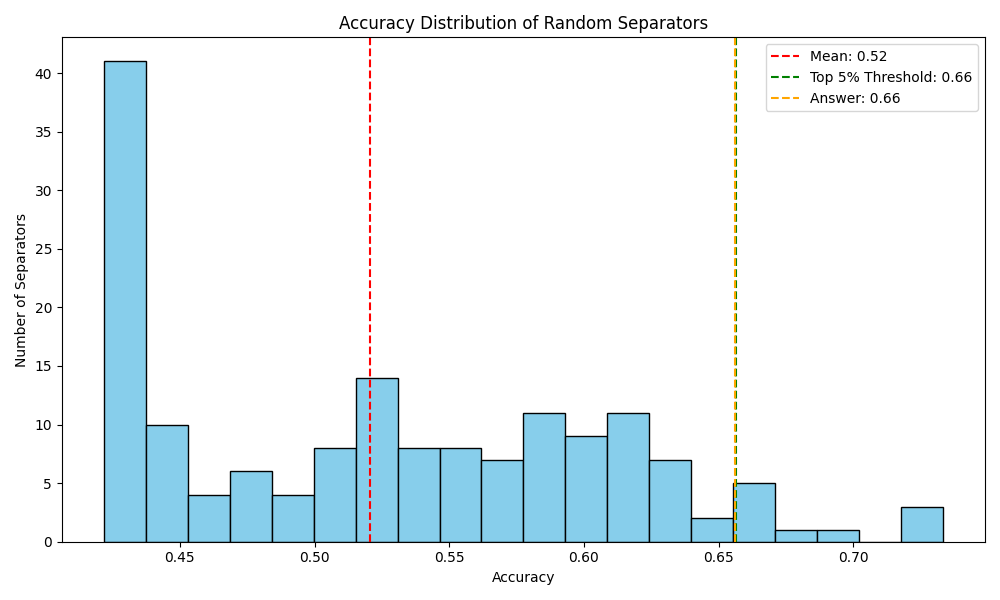 Accuracy Distribution of Random Separators
Mean: 0.52
Top 5% Threshold: 0.66
Answer: 0.66
Number of Separators
40
35
30
25
20
15
10
5
0
0.45
0.50
0.55
0.60
0.65
0.70
Accuracy